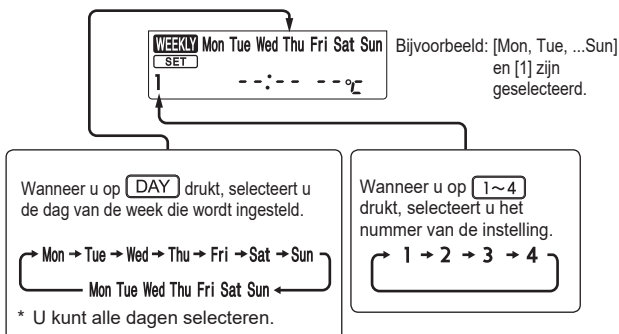 WEEKLY Mon Tue Wed Thu Fri Sat Sun
SET
1 --:-- --°C
Bijvoorbeeld: [Mon, Tue, ...Sun]
en [1] zijn
geselecteerd.
Wanneer u op DAY drukt, selecteert u
de dag van de week die wordt ingesteld.
Mon → Tue → Wed → Thu → Fri → Sat → Sun
Mon Tue Wed Thu Fri Sat Sun
* U kunt alle dagen selecteren.
Wanneer u op 1~4
drukt, selecteert u het
nummer van de instelling.
1 → 2 → 3 → 4